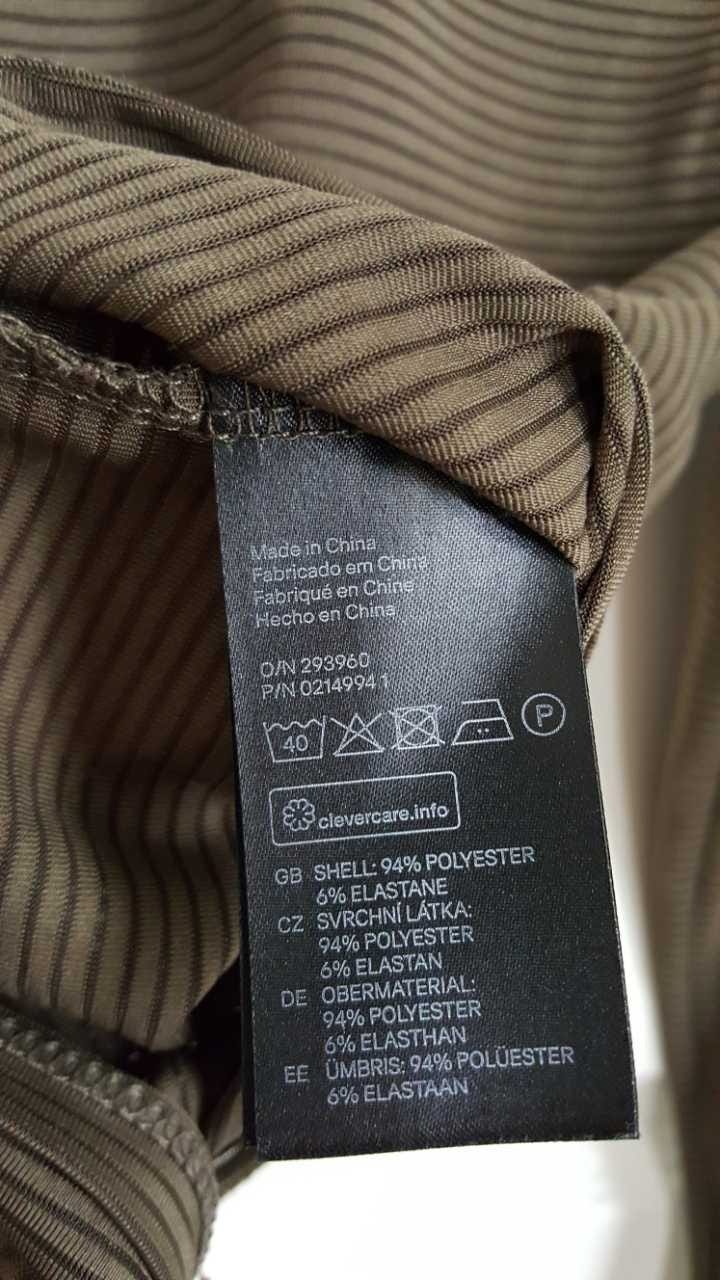 Made in China
Fabricado em China
Fabriqué en Chine
Hecho en China
O/N 293960
P/N 0214994 1
40 P
clevercare.info
GB SHELL: 94% POLYESTER
6% ELASTANE
CZ SVRCHNÍ LÁTKA:
94% POLYESTER
6% ELASTAN
DE OBERMATERIAL:
94% POLYESTER
6% ELASTHAN
EE ÜMBRIS: 94% POLÜESTER
6% ELASTAAN